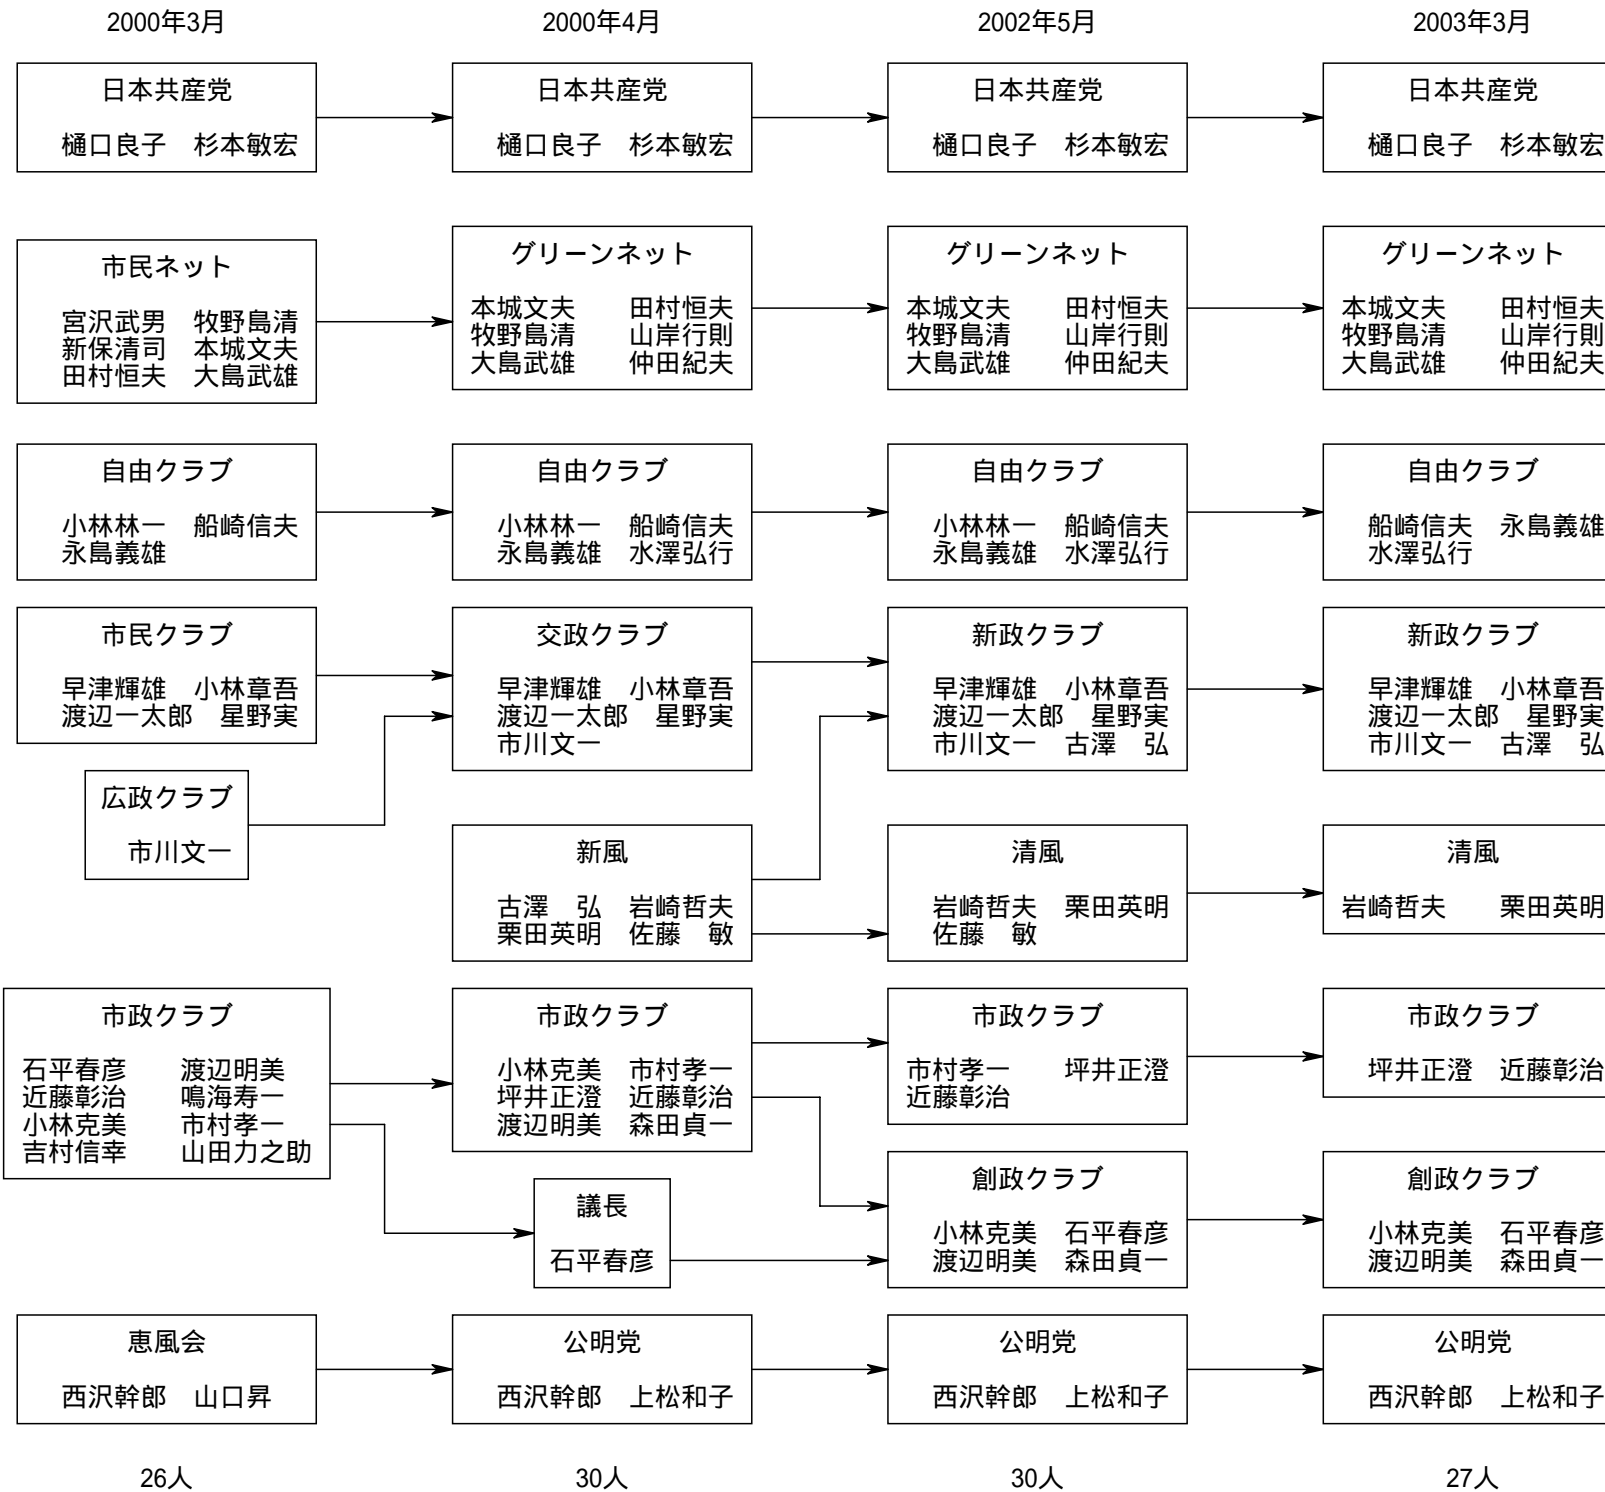 2000年3月
2000年4月
2002年5月
2003年3月
日本共産党
樋口良子　杉本敏宏
日本共産党
樋口良子　杉本敏宏
日本共産党
樋口良子　杉本敏宏
日本共産党
樋口良子　杉本敏宏
市民ネット
宮沢武男　牧野島清
新保清司　本城文夫
田村恒夫　大島武雄
グリーンネット
本城文夫　　田村恒夫
牧野島清　　山岸行則
大島武雄　　仲田紀夫
グリーンネット
本城文夫　　田村恒夫
牧野島清　　山岸行則
大島武雄　　仲田紀夫
グリーンネット
本城文夫　　田村恒夫
牧野島清　　山岸行則
大島武雄　　仲田紀夫
自由クラブ
小林林一　船崎信夫
永島義雄
自由クラブ
小林林一　船崎信夫
永島義雄　水澤弘行
自由クラブ
小林林一　船崎信夫
永島義雄　水澤弘行
自由クラブ
船崎信夫　永島義雄
水澤弘行
市民クラブ
早津輝雄　小林章吾
渡辺一太郎　星野実
交政クラブ
早津輝雄　小林章吾
渡辺一太郎　星野実
市川文一
新政クラブ
早津輝雄　小林章吾
渡辺一太郎　星野実
市川文一　古澤　弘
新政クラブ
早津輝雄　小林章吾
渡辺一太郎　星野実
市川文一　古澤　弘
広政クラブ
市川文一
新風
古澤　弘　岩崎哲夫
栗田英明　佐藤　敏
清風
岩崎哲夫　栗田英明
佐藤　敏
清風
岩崎哲夫　　栗田英明
市政クラブ
石平春彦　　渡辺明美
近藤彰治　　鳴海寿一
小林克美　　市村孝一
吉村信幸　　山田力之助
市政クラブ
小林克美　市村孝一
坪井正澄　近藤彰治
渡辺明美　森田貞一
市政クラブ
市村孝一　　坪井正澄
近藤彰治
市政クラブ
坪井正澄　近藤彰治
議長
石平春彦
創政クラブ
小林克美　石平春彦
渡辺明美　森田貞一
創政クラブ
小林克美　石平春彦
渡辺明美　森田貞一
恵風会
西沢幹郎　山口昇
公明党
西沢幹郎　上松和子
公明党
西沢幹郎　上松和子
公明党
西沢幹郎　上松和子
26人
30人
30人
27人